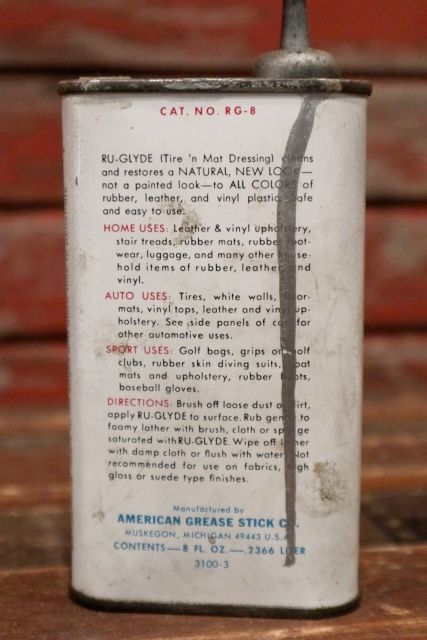 CAT. NO. RG-8
RU-GLYDE (Tire 'n Mat Dressing) cleans
and restores a NATURAL, NEW LOOK—
not a painted look—to ALL COLORS of
rubber, leather, and vinyl plastic. Safe
and easy to use.
HOME USES: Leather & vinyl upholstery,
stair treads, rubber mats, rubber foot-
wear, luggage, and many other house-
hold items of rubber, leather and
vinyl.
AUTO USES: Tires, white walls, floor-
mats, vinyl tops, leather and vinyl up-
holstery. See side panels of can for
other automotive uses.
SPORT USES: Golf bags, grips on golf
clubs, rubber skin diving suits, boat
mats and upholstery, rubber boots,
baseball gloves.
DIRECTIONS: Brush off loose dust or dirt,
apply RU-GLYDE to surface. Rub gently to
foamy lather with brush, cloth or sponge
saturated with RU-GLYDE. Wipe off lather
with damp cloth or flush with water. Not
recommended for use on fabrics, high
gloss or suede type finishes.
Manufactured by
AMERICAN GREASE STICK CO.
MUSKEGON, MICHIGAN 49443 U.S.A.
CONTENTS—8 FL. OZ.—.2366 LITER
3100-3